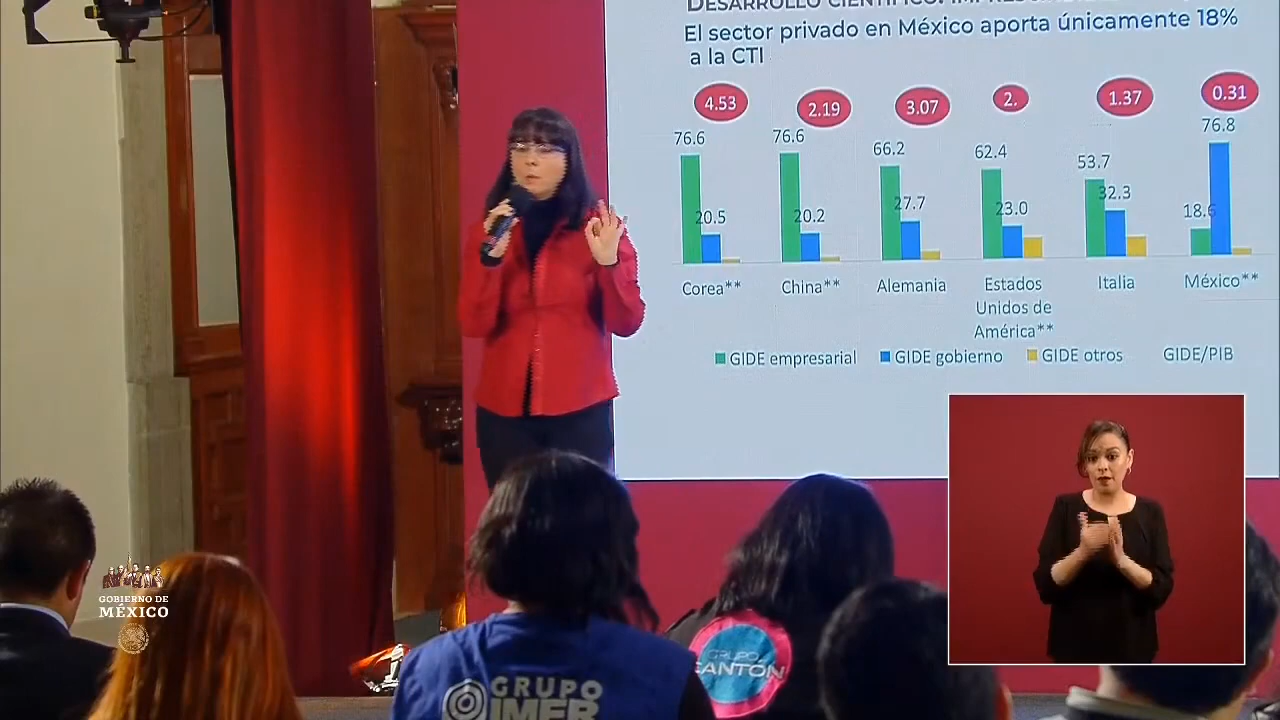 El sector privado en México aporta únicamente 18%
a la CTI
4.53 2.19 3.07 2. 1.37 0.31
76.6 76.6 66.2 62.4 53.7 76.8
20.5 20.2 27.7 23.0 32.3 18.6
Corea** China** Alemania Estados Unidos de América** Italia México**
GIDE empresarial GIDE gobierno GIDE otros GIDE/PIB
GOBIERNO DE
MÉXICO
GRUPO
IMER
GRUPO
CANTÓN